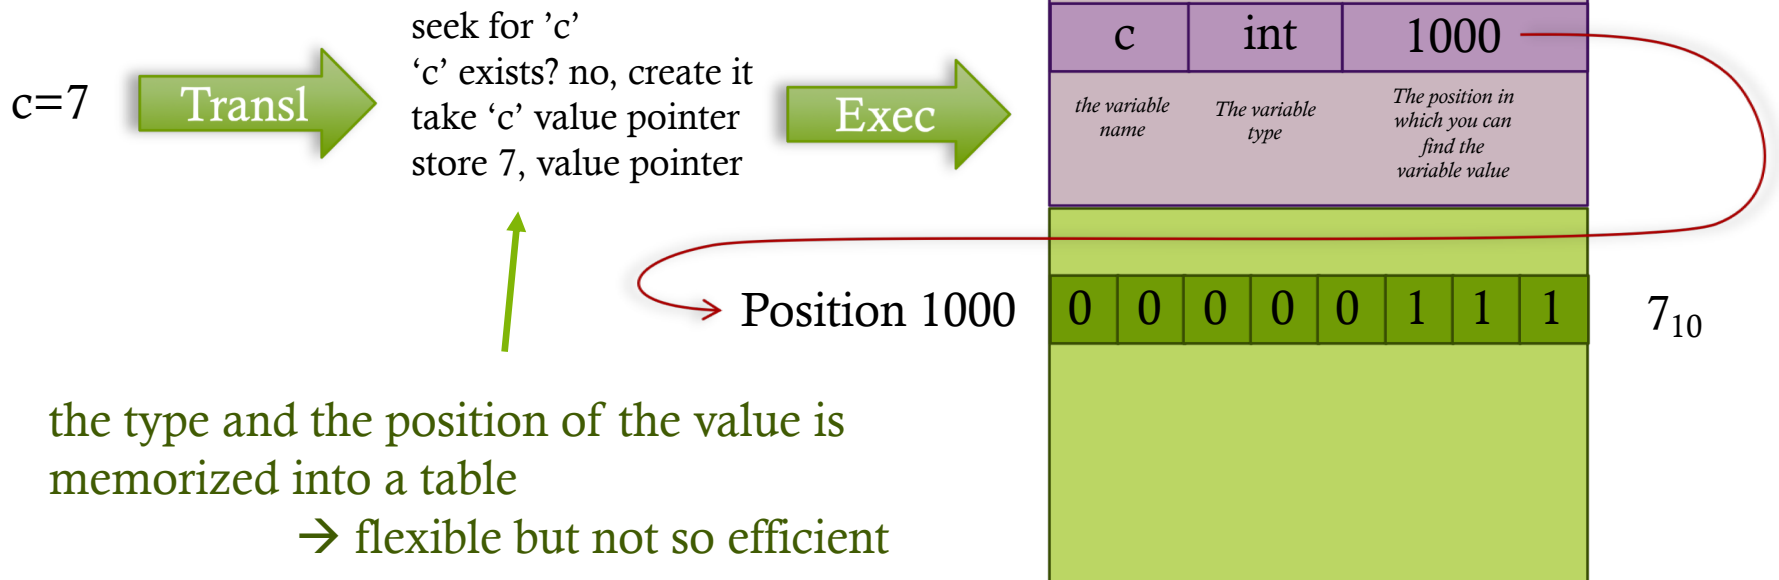 c=7
Transl
seek for ’c’
‘c’ exists? no, create it
take ‘c’ value pointer
store 7, value pointer
Exec
c int 1000
the variable
name
The variable
type
The position in
which you can
find the
variable value
Position 1000
0 0 0 0 0 1 1 1
7₁₀
the type and the position of the value is
memorized into a table
→ flexible but not so efficient